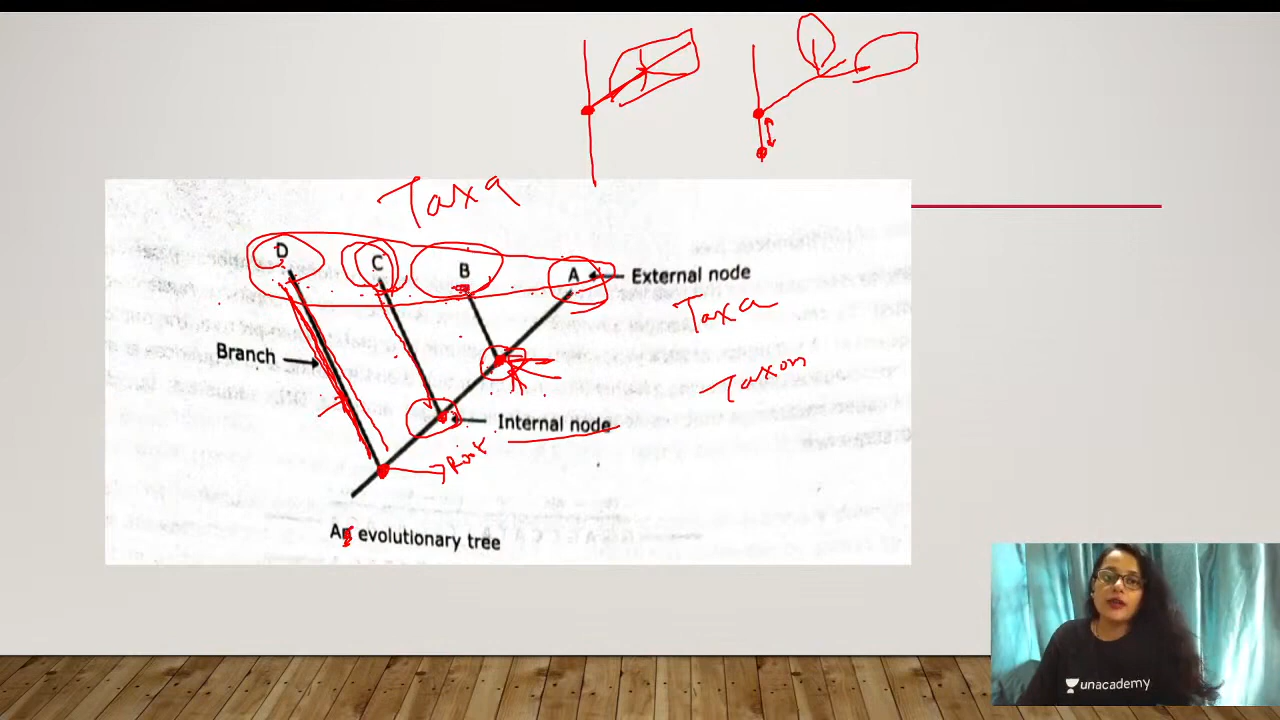 Taxa
D
C
B
A
External node
Taxa
Branch
Taxon
Internal node
Root
An evolutionary tree
unacademy